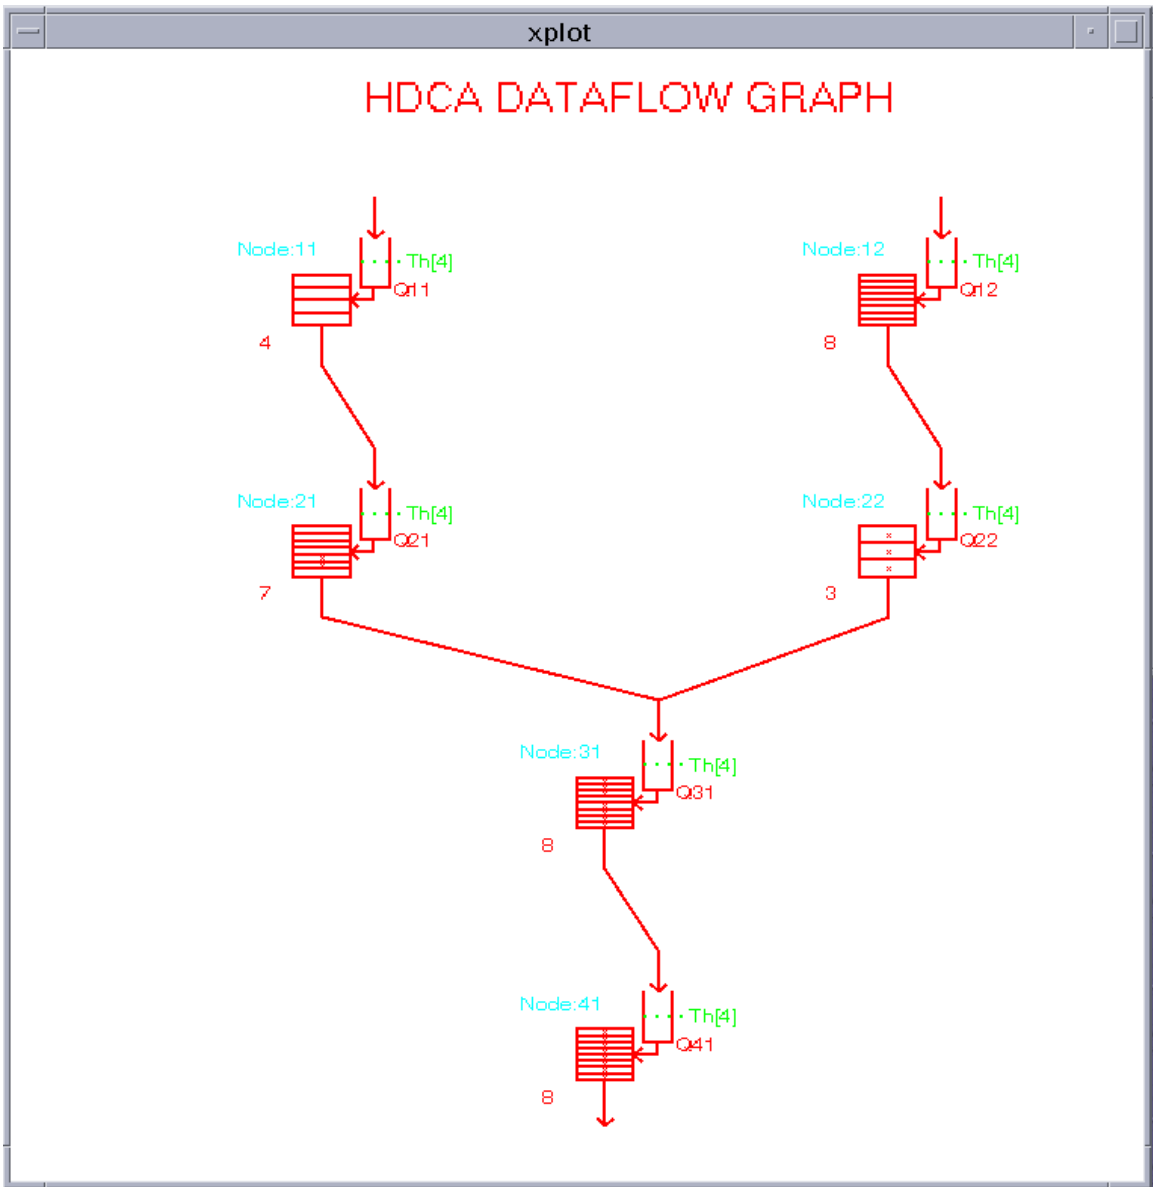 xplot
HDCA DATAFLOW GRAPH
Node:11
Th[4]
Q11
4
Node:12
Th[4]
Q12
8
Node:21
Th[4]
Q21
7
Node:22
Th[4]
Q22
3
Node:31
Th[4]
Q31
8
Node:41
Th[4]
Q41
8